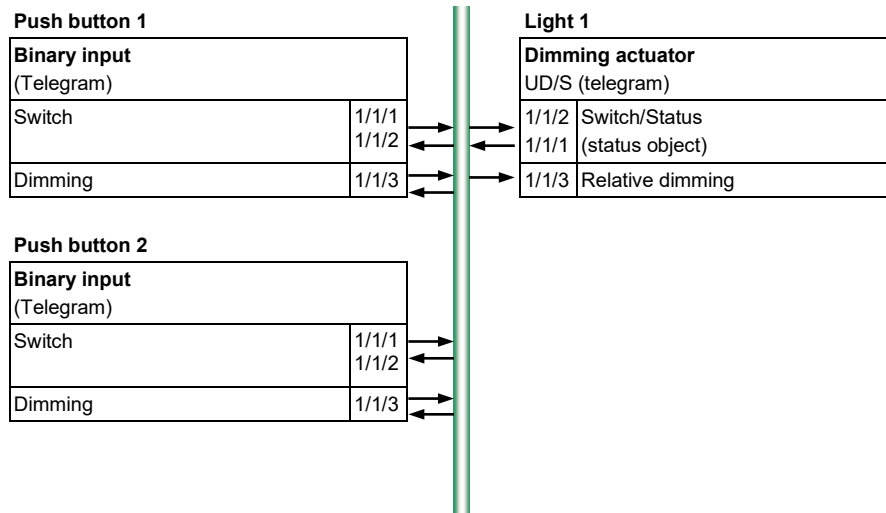 Push button 1
Binary input
(Telegram)
Switch 1/1/1
1/1/2
Dimming 1/1/3
Light 1
Dimming actuator
UD/S (telegram)
1/1/2 Switch/Status
1/1/1 (status object)
1/1/3 Relative dimming
Push button 2
Binary input
(Telegram)
Switch 1/1/1
1/1/2
Dimming 1/1/3